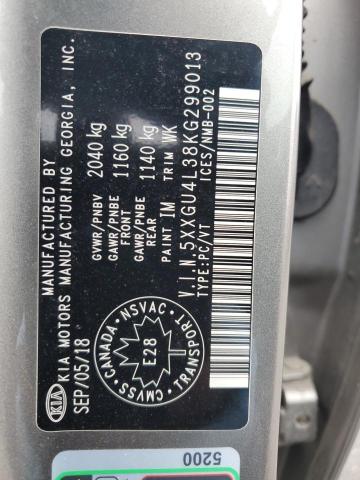 MANUFACTURED BY
KIA KIA MOTORS MANUFACTURING GEORGIA, INC.
SEP/05/18
GVWR/PNBV 2040 kg
GAWR/PNBE FRONT 1160 kg
GAWR/PNBE REAR 1140 kg
PAINT IM TRIM WK
V.I.N. 5XXGU4L38KG299013
TYPE:PC/VT ICES/NMB-002
CANADA · NSVAC · TRANSPORT · CMVSS
E28
5200